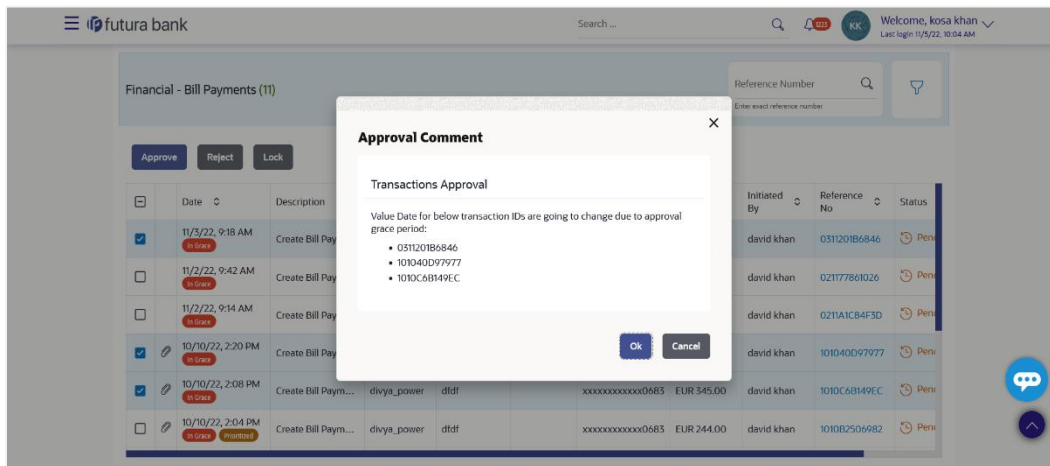 futura bank
Search ...
1223
KK
Welcome, kosa khan
Last login 11/5/22, 10:04 AM
Financial - Bill Payments (11)
Reference Number
Enter exact reference number
Approval Comment
Approve Reject Lock
Transactions Approval
Value Date for below transaction IDs are going to change due to approval
grace period:
• 0311201B6846
• 101040D97977
• 1010C6B149EC
Ok Cancel
Date Description Initiated By Reference No Status
11/3/22, 9:18 AM Create Bill Pay david khan 0311201B6846 Pen
In Grace
11/2/22, 9:42 AM Create Bill Pay david khan 021177861026 Pen
In Grace
11/2/22, 9:14 AM Create Bill Pay david khan 0211A1C84F3D Pen
In Grace
10/10/22, 2:20 PM Create Bill Pay david khan 101040D97977 Pen
In Grace
10/10/22, 2:08 PM Create Bill Paym... divya_power dfdf xxxxxxxxxxxx0683 EUR 345.00 david khan 1010C6B149EC Pen
In Grace
10/10/22, 2:04 PM Create Bill Paym... divya_power dfdf xxxxxxxxxxxx0683 EUR 244.00 david khan 1010B2506982 Pen
In Grace Prioritized